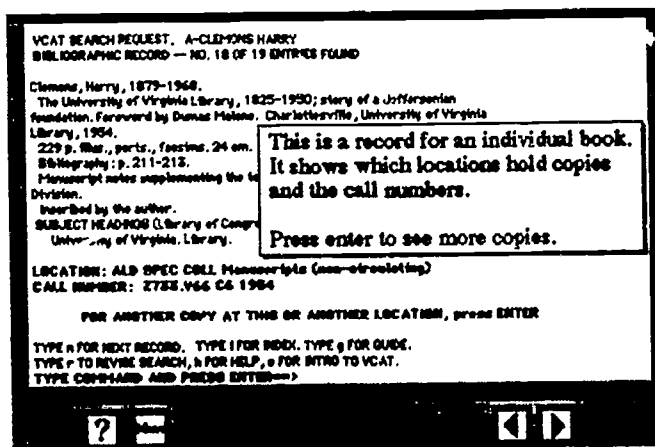 VCAT SEARCH REQUEST, A-CLEMONS HARRY
BIBLIOGRAPHIC RECORD — NO. 18 OF 19 ENTRIES FOUND
Clemons, Harry, 1879-1968.
The University of Virginia Library, 1825-1950; story of a Jeffersonian
foundation. Foreword by Dumas Malone. Charlottesville, University of Virginia
Library, 1954.
229 p. illus., ports., facsims. 24 cm.
Bibliography: p. 211-218.
Manuscript notes supplementing the
Division.
Inscribed by the author.
SUBJECT HEADINGS (Library of Congre
University of Virginia. Library.
This is a record for an individual book.
It shows which locations hold copies
and the call numbers.
Press enter to see more copies.
LOCATION: ALD SPEC COLL Manuscripts (non-circulating)
CALL NUMBER: Z733.V66 C6 1954
FOR ANOTHER COPY AT THIS OR ANOTHER LOCATION, press ENTER
TYPE n FOR NEXT RECORD. TYPE i FOR INDEX. TYPE g FOR GUIDE.
TYPE r TO REVISE SEARCH, h FOR HELP, FOR INTRO TO VCAT.
TYPE COMMAND AND PRESS ENTER==>
?